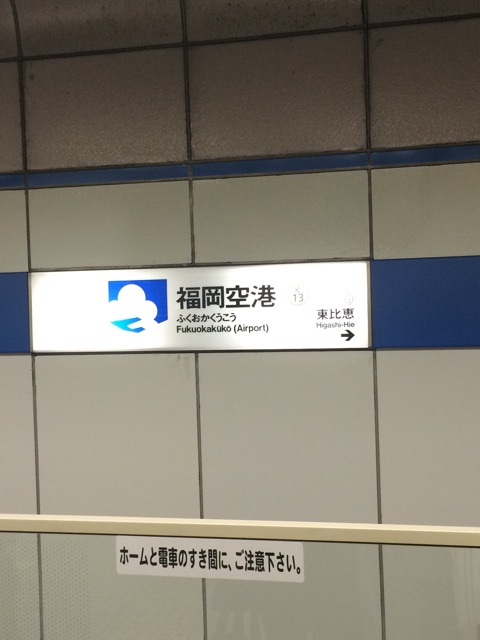 福岡空港
ふくおかくうこう
Fukuokakūkō (Airport)
K
13
東比恵
Higashi-Hie
ホームと電車のすき間に、ご注意下さい。